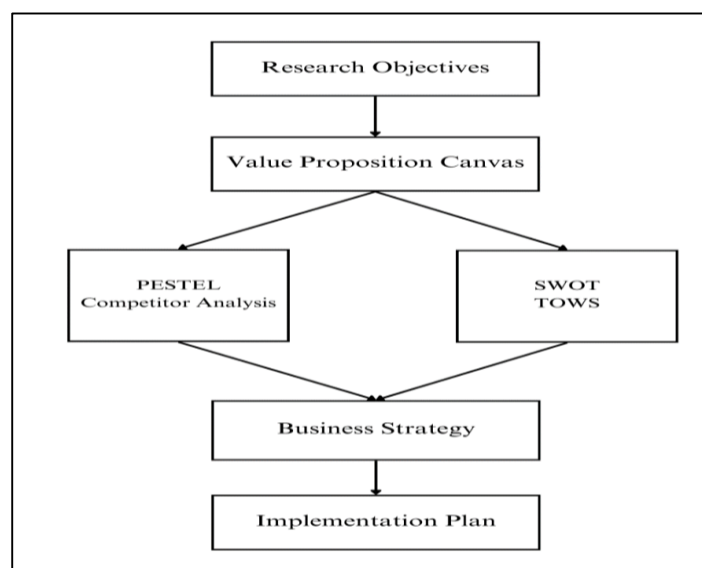 Research Objectives
Value Proposition Canvas
PESTEL
Competitor Analysis
SWOT
TOWS
Business Strategy
Implementation Plan